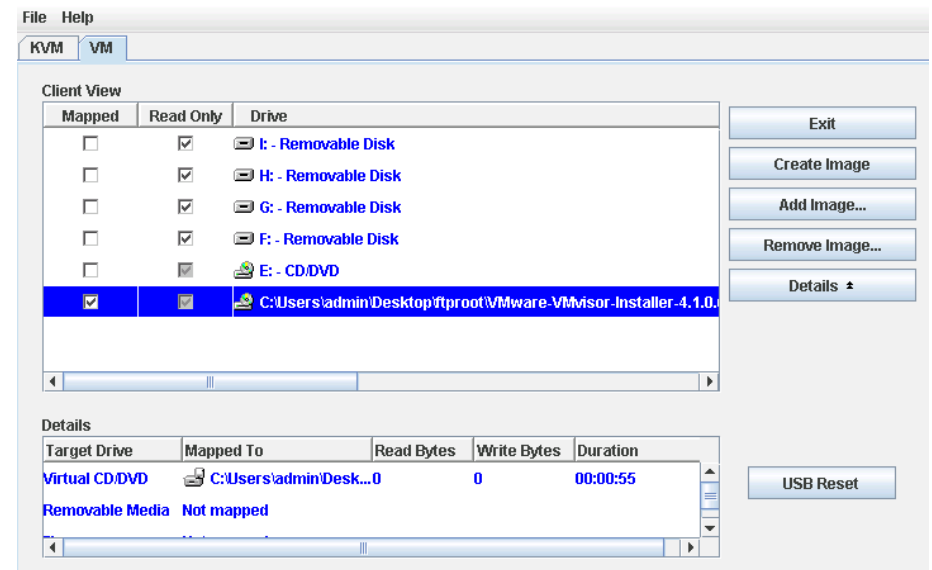 File Help
KVM VM
Client View
Mapped Read Only Drive
I: - Removable Disk
H: - Removable Disk
G: - Removable Disk
F: - Removable Disk
E: - CD/DVD
C:\Users\admin\Desktop\ftproot\VMware-VMvisor-Installer-4.1.0.
Exit
Create Image
Add Image...
Remove Image...
Details
Details
Target Drive Mapped To Read Bytes Write Bytes Duration
Virtual CD/DVD C:\Users\admin\Desk... 0 0 00:00:55
Removable Media Not mapped
USB Reset